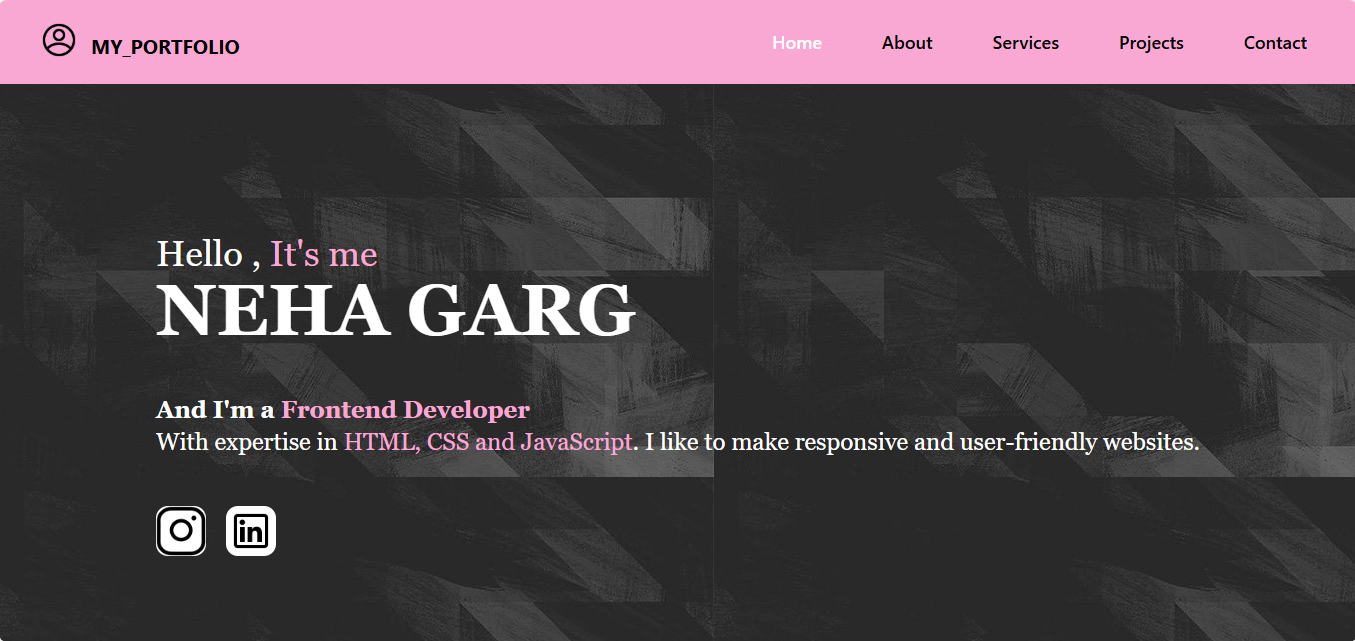 MY_PORTFOLIO
Home About Services Projects Contact
Hello , It's me
NEHA GARG
And I'm a Frontend Developer
With expertise in HTML, CSS and JavaScript. I like to make responsive and user-friendly websites.
in